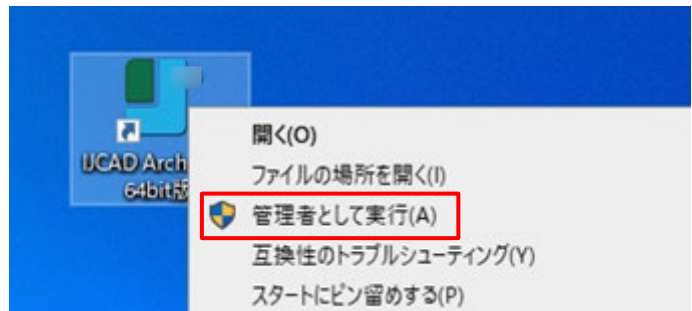 IJCAD Arch
64bit版
開く(O)
ファイルの場所を開く(I)
管理者として実行(A)
互換性のトラブルシューティング(Y)
スタートにピン留めする(P)